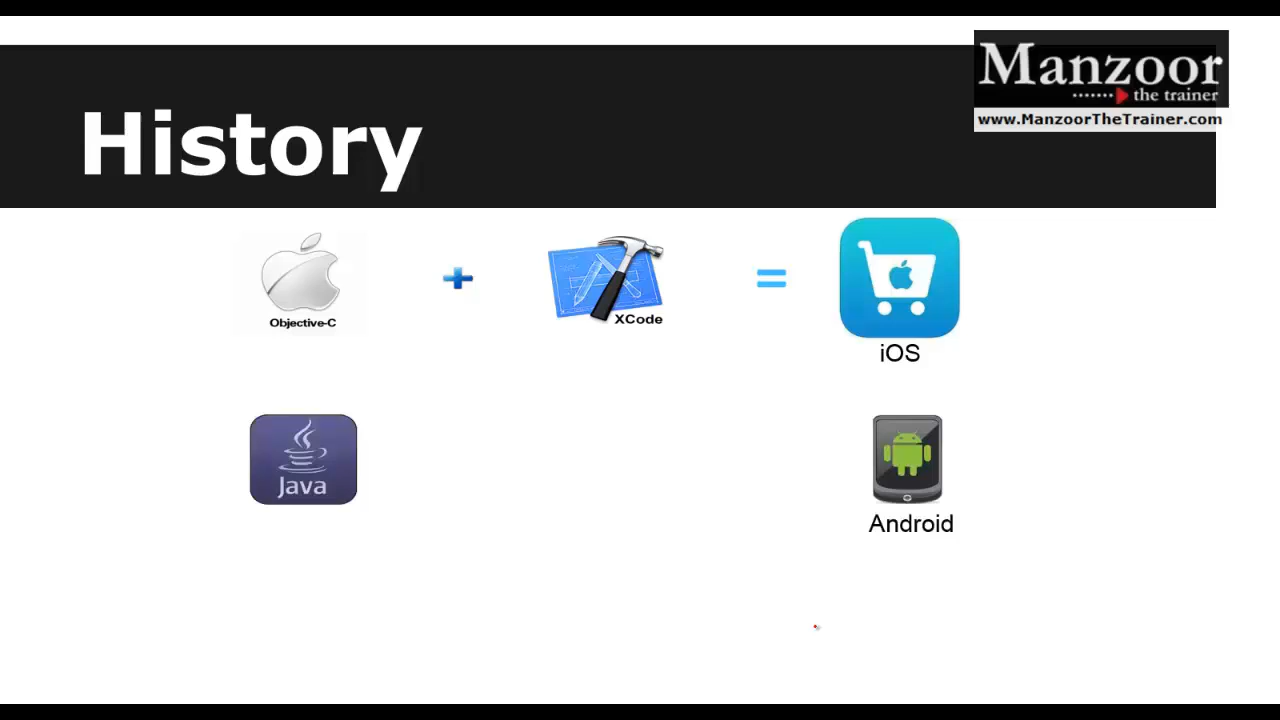 Manzoor
the trainer
www.ManzoorTheTrainer.com
History
Objective-C
XCode
iOS
Java
Android